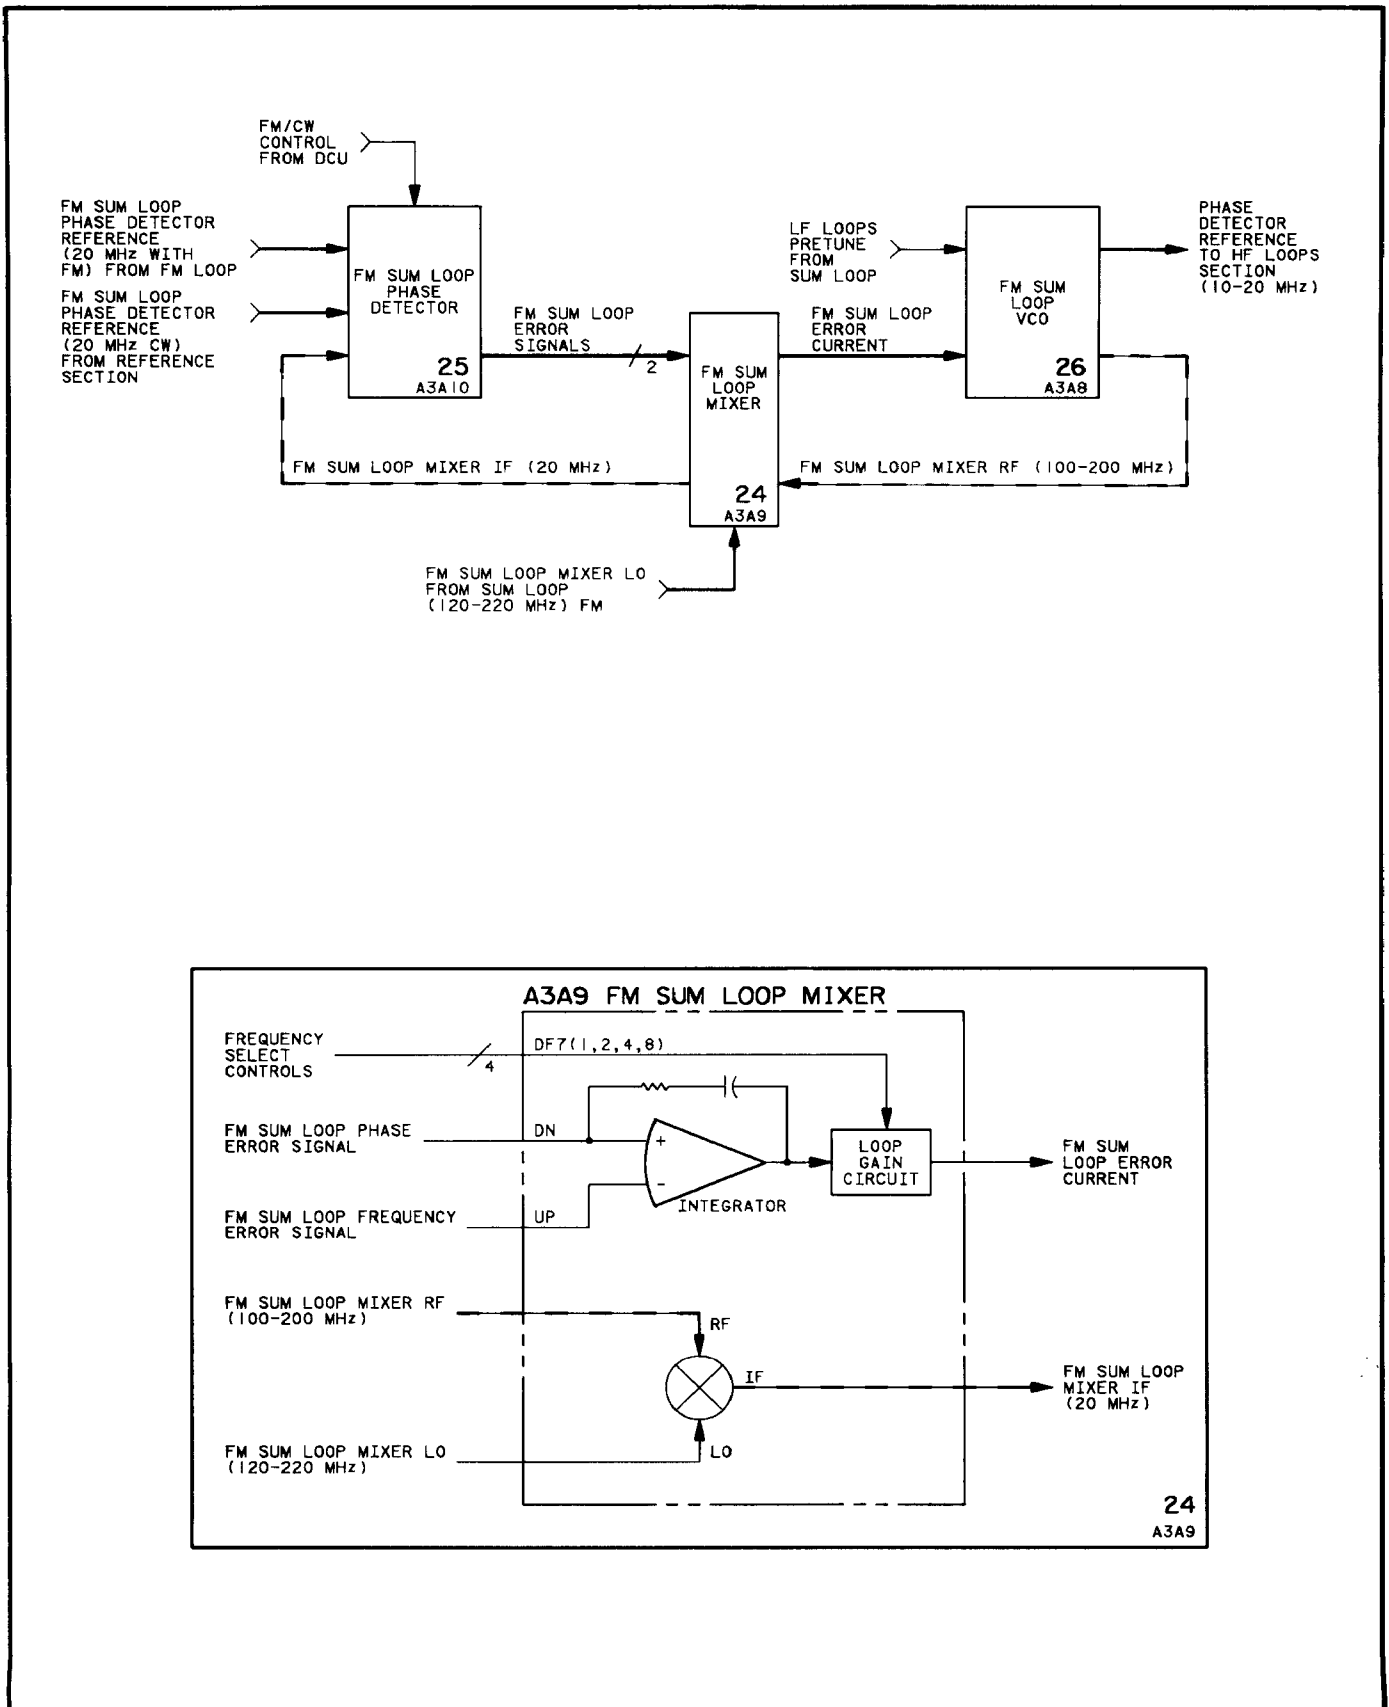 FM/CW
CONTROL
FROM DCU
FM SUM LOOP
PHASE DETECTOR
REFERENCE
(20 MHz WITH
FM) FROM FM LOOP
FM SUM LOOP
PHASE DETECTOR
REFERENCE
(20 MHz CW)
FROM REFERENCE
SECTION
FM SUM LOOP
PHASE
DETECTOR
25
A3A10
FM SUM LOOP
ERROR
SIGNALS
2
FM SUM
LOOP
MIXER
24
A3A9
LF LOOPS
PRETUNE
FROM
SUM LOOP
FM SUM LOOP
ERROR
CURRENT
FM SUM
LOOP
VCO
26
A3A8
PHASE
DETECTOR
REFERENCE
TO HF LOOPS
SECTION
(10-20 MHz)
FM SUM LOOP MIXER IF (20 MHz)
FM SUM LOOP MIXER RF (100-200 MHz)
FM SUM LOOP MIXER LO
FROM SUM LOOP
(120-220 MHz) FM
A3A9 FM SUM LOOP MIXER
FREQUENCY
SELECT
CONTROLS
4
DF7(1,2,4,8)
FM SUM LOOP PHASE
ERROR SIGNAL
DN
+
-
INTEGRATOR
LOOP
GAIN
CIRCUIT
FM SUM
LOOP ERROR
CURRENT
FM SUM LOOP FREQUENCY
ERROR SIGNAL
UP
FM SUM LOOP MIXER RF
(100-200 MHz)
RF
IF
FM SUM LOOP
MIXER IF
(20 MHz)
FM SUM LOOP MIXER LO
(120-220 MHz)
LO
24
A3A9